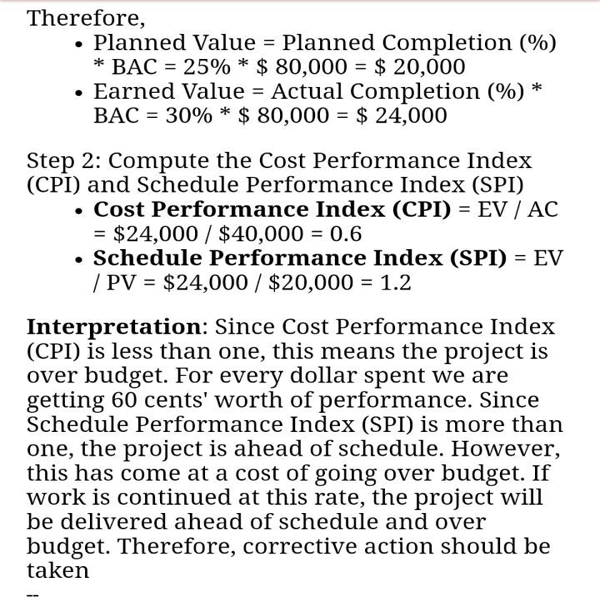 Therefore,
• Planned Value = Planned Completion (%)
* BAC = 25% * $ 80,000 = $ 20,000
• Earned Value = Actual Completion (%) *
BAC = 30% * $ 80,000 = $ 24,000
Step 2: Compute the Cost Performance Index
(CPI) and Schedule Performance Index (SPI)
• Cost Performance Index (CPI) = EV / AC
= $24,000 / $40,000 = 0.6
• Schedule Performance Index (SPI) = EV
/ PV = $24,000 / $20,000 = 1.2
Interpretation: Since Cost Performance Index
(CPI) is less than one, this means the project is
over budget. For every dollar spent we are
getting 60 cents' worth of performance. Since
Schedule Performance Index (SPI) is more than
one, the project is ahead of schedule. However,
this has come at a cost of going over budget. If
work is continued at this rate, the project will
be delivered ahead of schedule and over
budget. Therefore, corrective action should be
taken
--